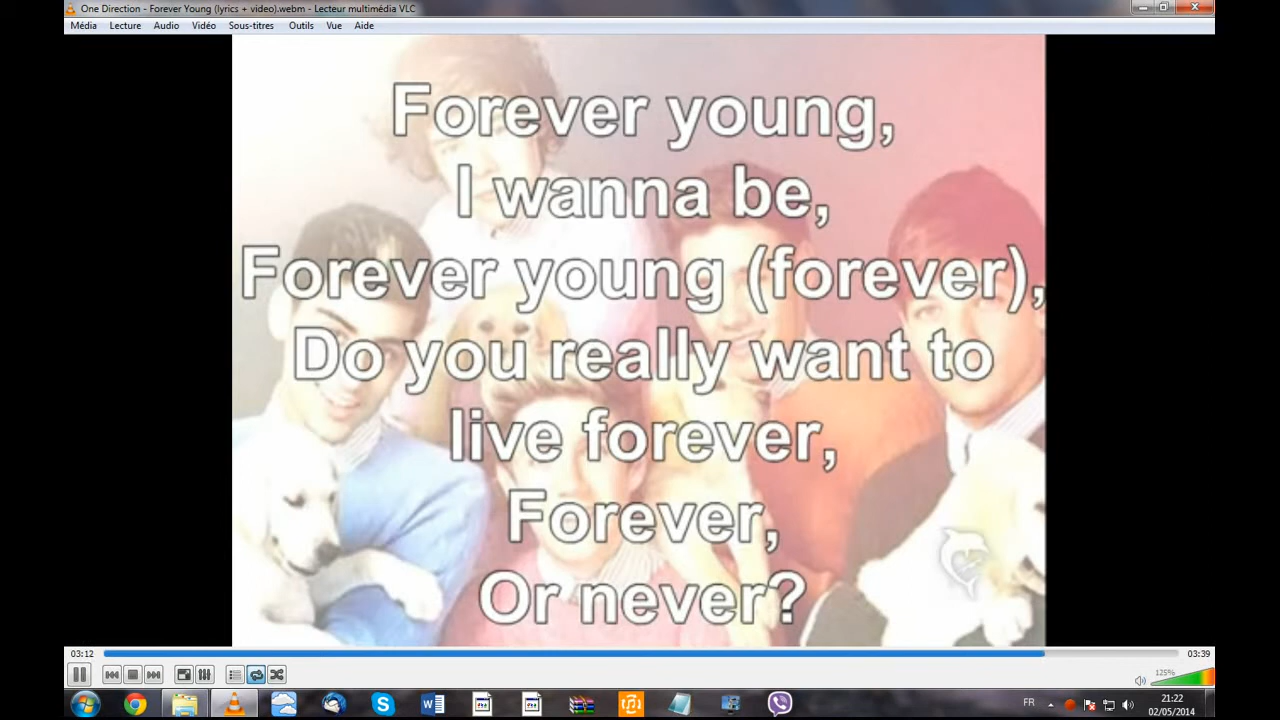 One Direction - Forever Young (lyrics + video).webm - Lecteur multimédia VLC
Média Lecture Audio Vidéo Sous-titres Outils Vue Aide
Forever young,
I wanna be,
Forever young (forever),
Do you really want to
live forever,
Forever,
Or never?
03:12 03:39
125%
FR 21:22
02/05/2014